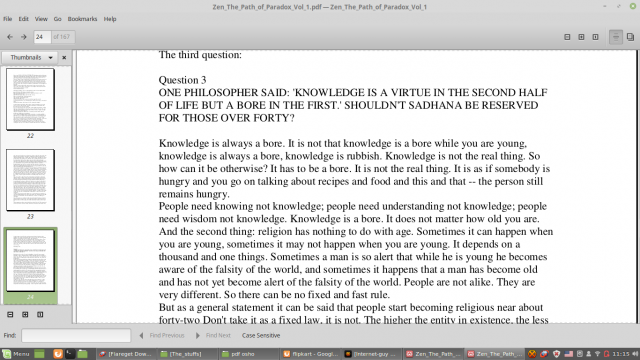 Zen_The_Path_of_Paradox_Vol_1.pdf — Zen_The_Path_of_Paradox_Vol_1
File Edit View Go Bookmarks Help
24 of 167
Thumbnails
22
23
24
The third question:
Question 3
ONE PHILOSOPHER SAID: 'KNOWLEDGE IS A VIRTUE IN THE SECOND HALF
OF LIFE BUT A BORE IN THE FIRST.' SHOULDN'T SADHANA BE RESERVED
FOR THOSE OVER FORTY?
Knowledge is always a bore. It is not that knowledge is a bore while you are young,
knowledge is always a bore, knowledge is rubbish. Knowledge is not the real thing. So
how can it be otherwise? It has to be a bore. It is not the real thing. It is as if somebody is
hungry and you go on talking about recipes and food and this and that -- the person still
remains hungry.
People need knowing not knowledge; people need understanding not knowledge; people
need wisdom not knowledge. Knowledge is a bore. It does not matter how old you are.
And the second thing: religion has nothing to do with age. Sometimes it can happen when
you are young, sometimes it may not happen when you are young. It depends on a
thousand and one things. Sometimes a man is so alert that while he is young he becomes
aware of the falsity of the world, and sometimes it happens that a man has become old
and has not yet become alert of the falsity of the world. People are not alike. They are
very different. So there can be no fixed and fast rule.
But as a general statement it can be said that people start becoming religious near about
forty-two Don't take it as a fixed law, it is not. The higher the entity in existence, the less
Find:
Find Previous
Find Next
Case Sensitive
Menu
[Flareget Dow...
[The_stuffs]
pdf osho
flipkart - Googl...
[Internet-guy ...
Zen_The_Path...
Zen_The_Path...
11:15:46